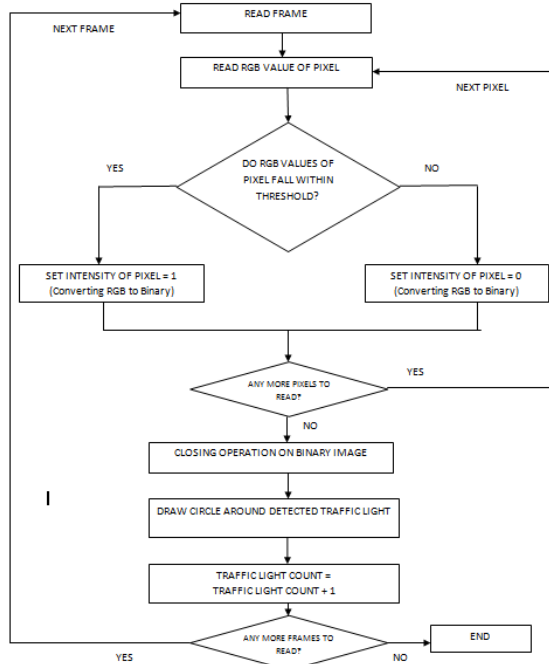 READ FRAME
NEXT FRAME
READ RGB VALUE OF PIXEL
NEXT PIXEL
DO RGB VALUES OF
PIXEL FALL WITHIN
THRESHOLD?
YES
NO
SET INTENSITY OF PIXEL = 1
(Converting RGB to Binary)
SET INTENSITY OF PIXEL = 0
(Converting RGB to Binary)
ANY MORE PIXELS TO
READ?
YES
NO
CLOSING OPERATION ON BINARY IMAGE
I
DRAW CIRCLE AROUND DETECTED TRAFFIC LIGHT
TRAFFIC LIGHT COUNT =
TRAFFIC LIGHT COUNT + 1
ANY MORE FRAMES TO
READ?
YES
NO
END